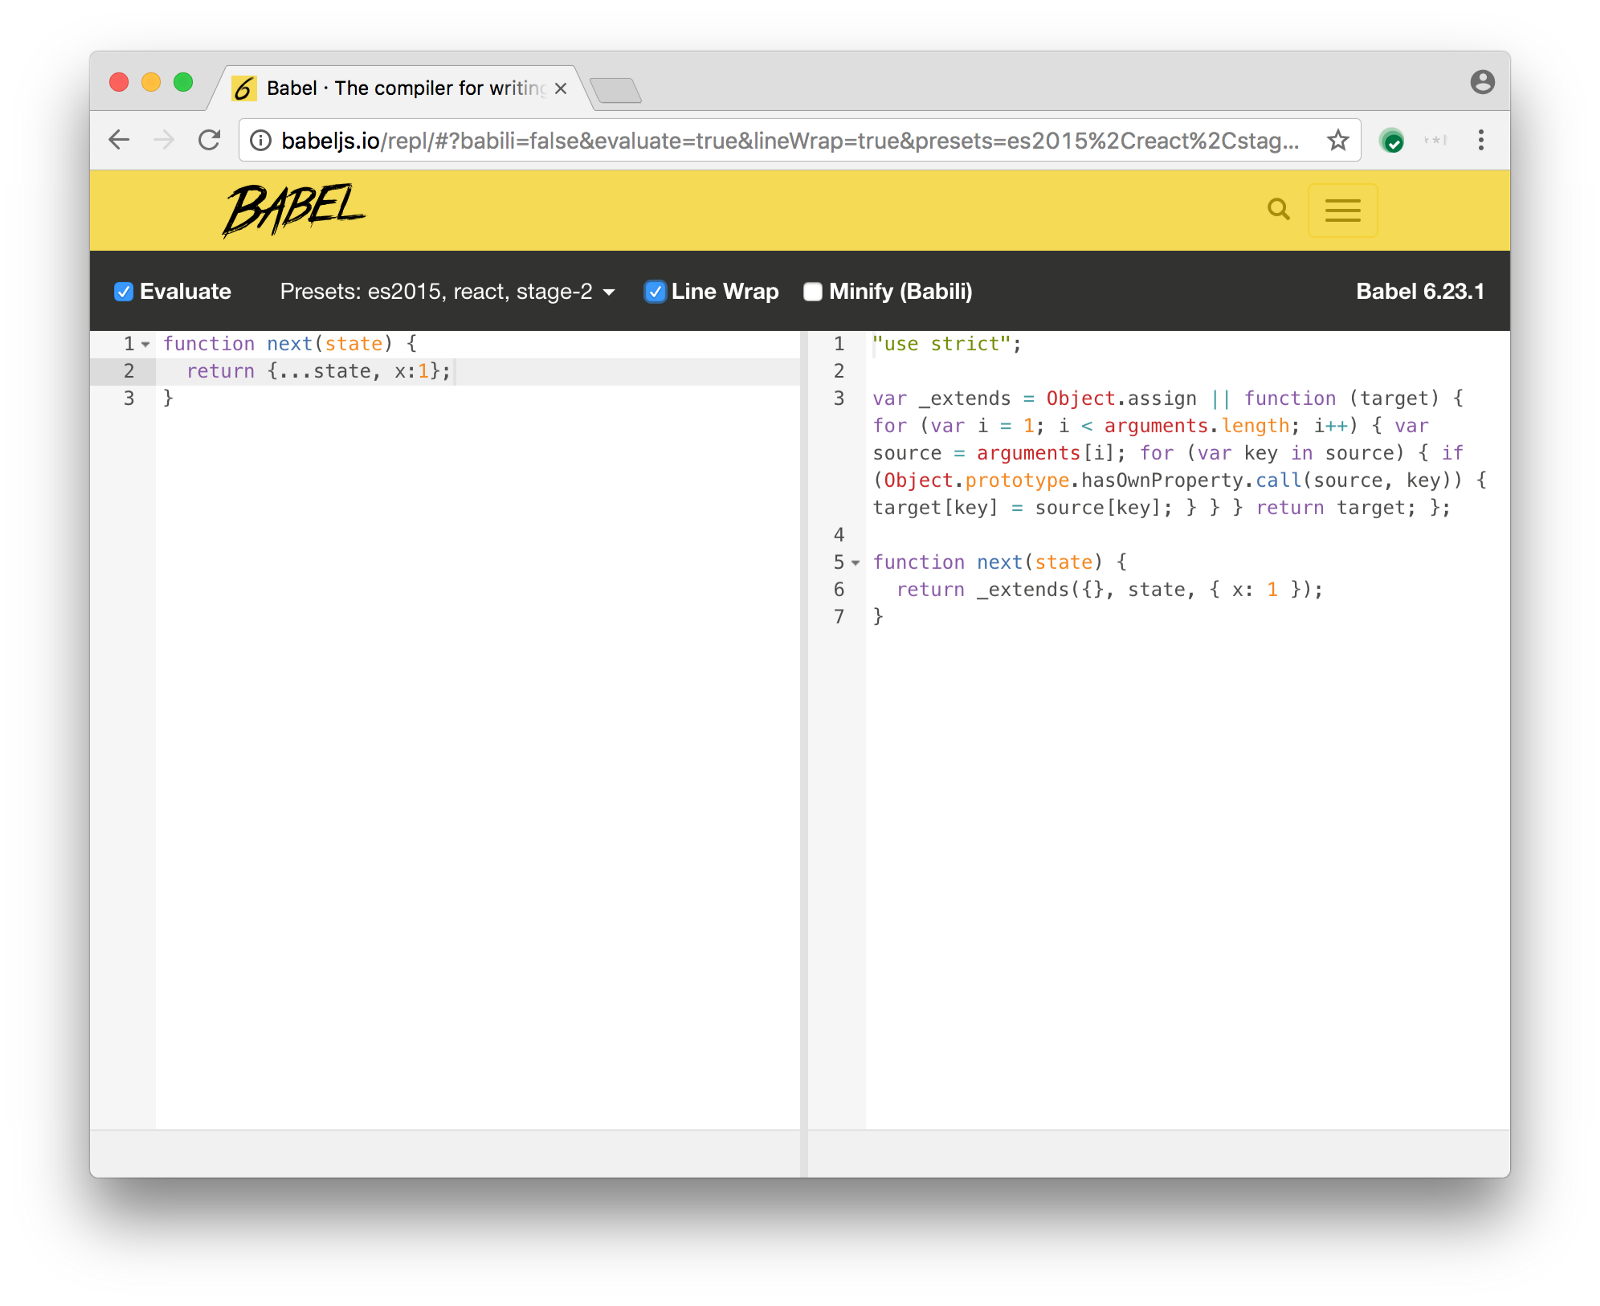 6 Babel · The compiler for writing
babeljs.io/repl/#?babili=false&evaluate=true&lineWrap=true&presets=es2015%2Creact%2Cstag...
BABEL
Evaluate Presets: es2015, react, stage-2 Line Wrap Minify (Babili) Babel 6.23.1
1 function next(state) {
2 return {...state, x:1};
3 }
1 "use strict";
2
3 var _extends = Object.assign || function (target) {
for (var i = 1; i < arguments.length; i++) { var
source = arguments[i]; for (var key in source) { if
(Object.prototype.hasOwnProperty.call(source, key)) {
target[key] = source[key]; } } } return target; };
4
5 function next(state) {
6 return _extends({}, state, { x: 1 });
7 }